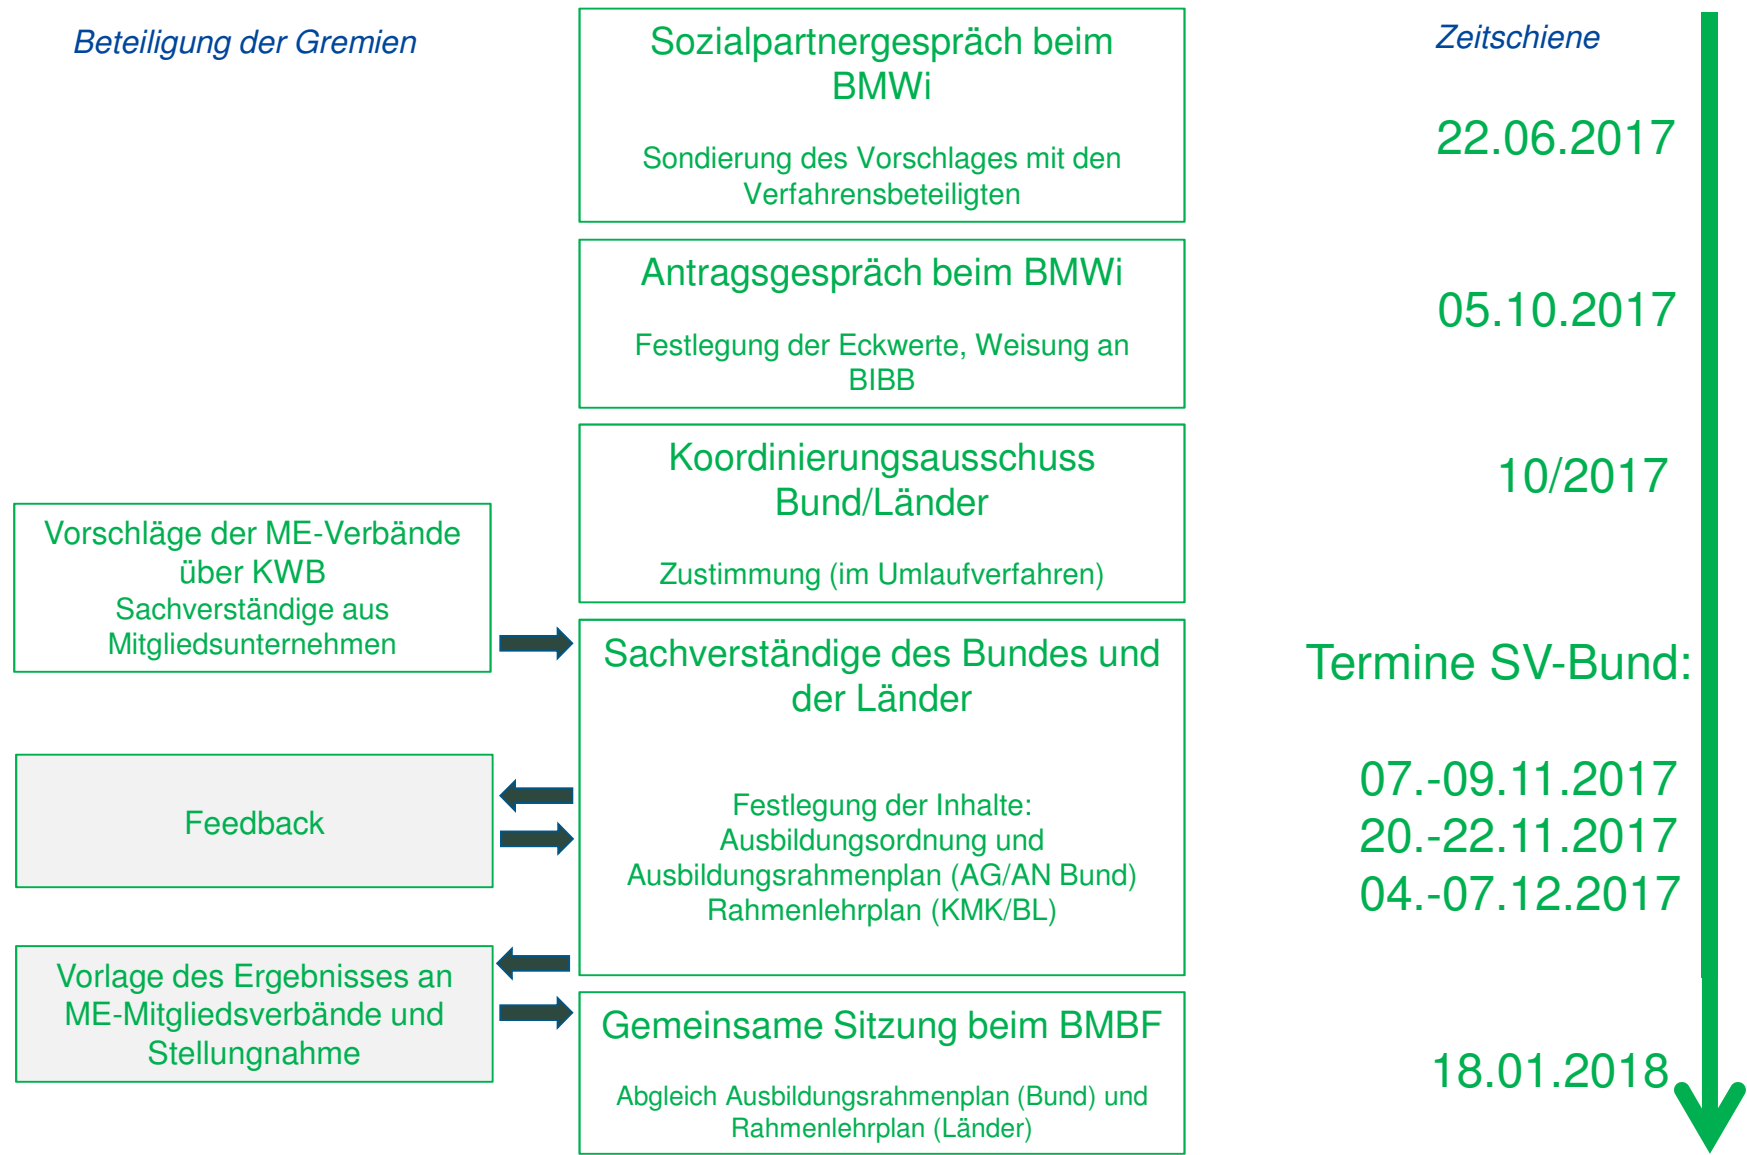 Beteiligung der Gremien
Zeitschiene
Sozialpartnergespräch beim
BMWi
Sondierung des Vorschlages mit den
Verfahrensbeteiligten
22.06.2017
Antragsgespräch beim BMWi
Festlegung der Eckwerte, Weisung an
BIBB
05.10.2017
Koordinierungsausschuss
Bund/Länder
Zustimmung (im Umlaufverfahren)
10/2017
Vorschläge der ME-Verbände
über KWB
Sachverständige aus
Mitgliedsunternehmen
Sachverständige des Bundes und
der Länder
Festlegung der Inhalte:
Ausbildungsordnung und
Ausbildungsrahmenplan (AG/AN Bund)
Rahmenlehrplan (KMK/BL)
Termine SV-Bund:
07.-09.11.2017
20.-22.11.2017
04.-07.12.2017
Feedback
Vorlage des Ergebnisses an
ME-Mitgliedsverbände und
Stellungnahme
Gemeinsame Sitzung beim BMBF
Abgleich Ausbildungsrahmenplan (Bund) und
Rahmenlehrplan (Länder)
18.01.2018